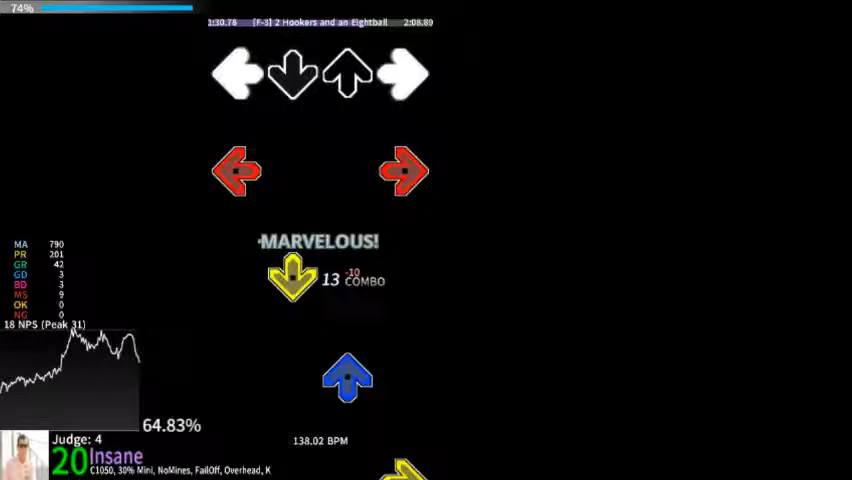 74%
1:30.78 [F-3] 2 Hookers and an Eightball 2:08.89
MARVELOUS!
13 -10 COMBO
MA 790
PR 201
GR 42
GD 3
BD 3
MS 9
OK 0
NG 0
18 NPS (Peak 31)
64.83%
Judge: 4
138.02 BPM
20 Insane
C1050, 30% Mini, NoMines, FailOff, Overhead, K